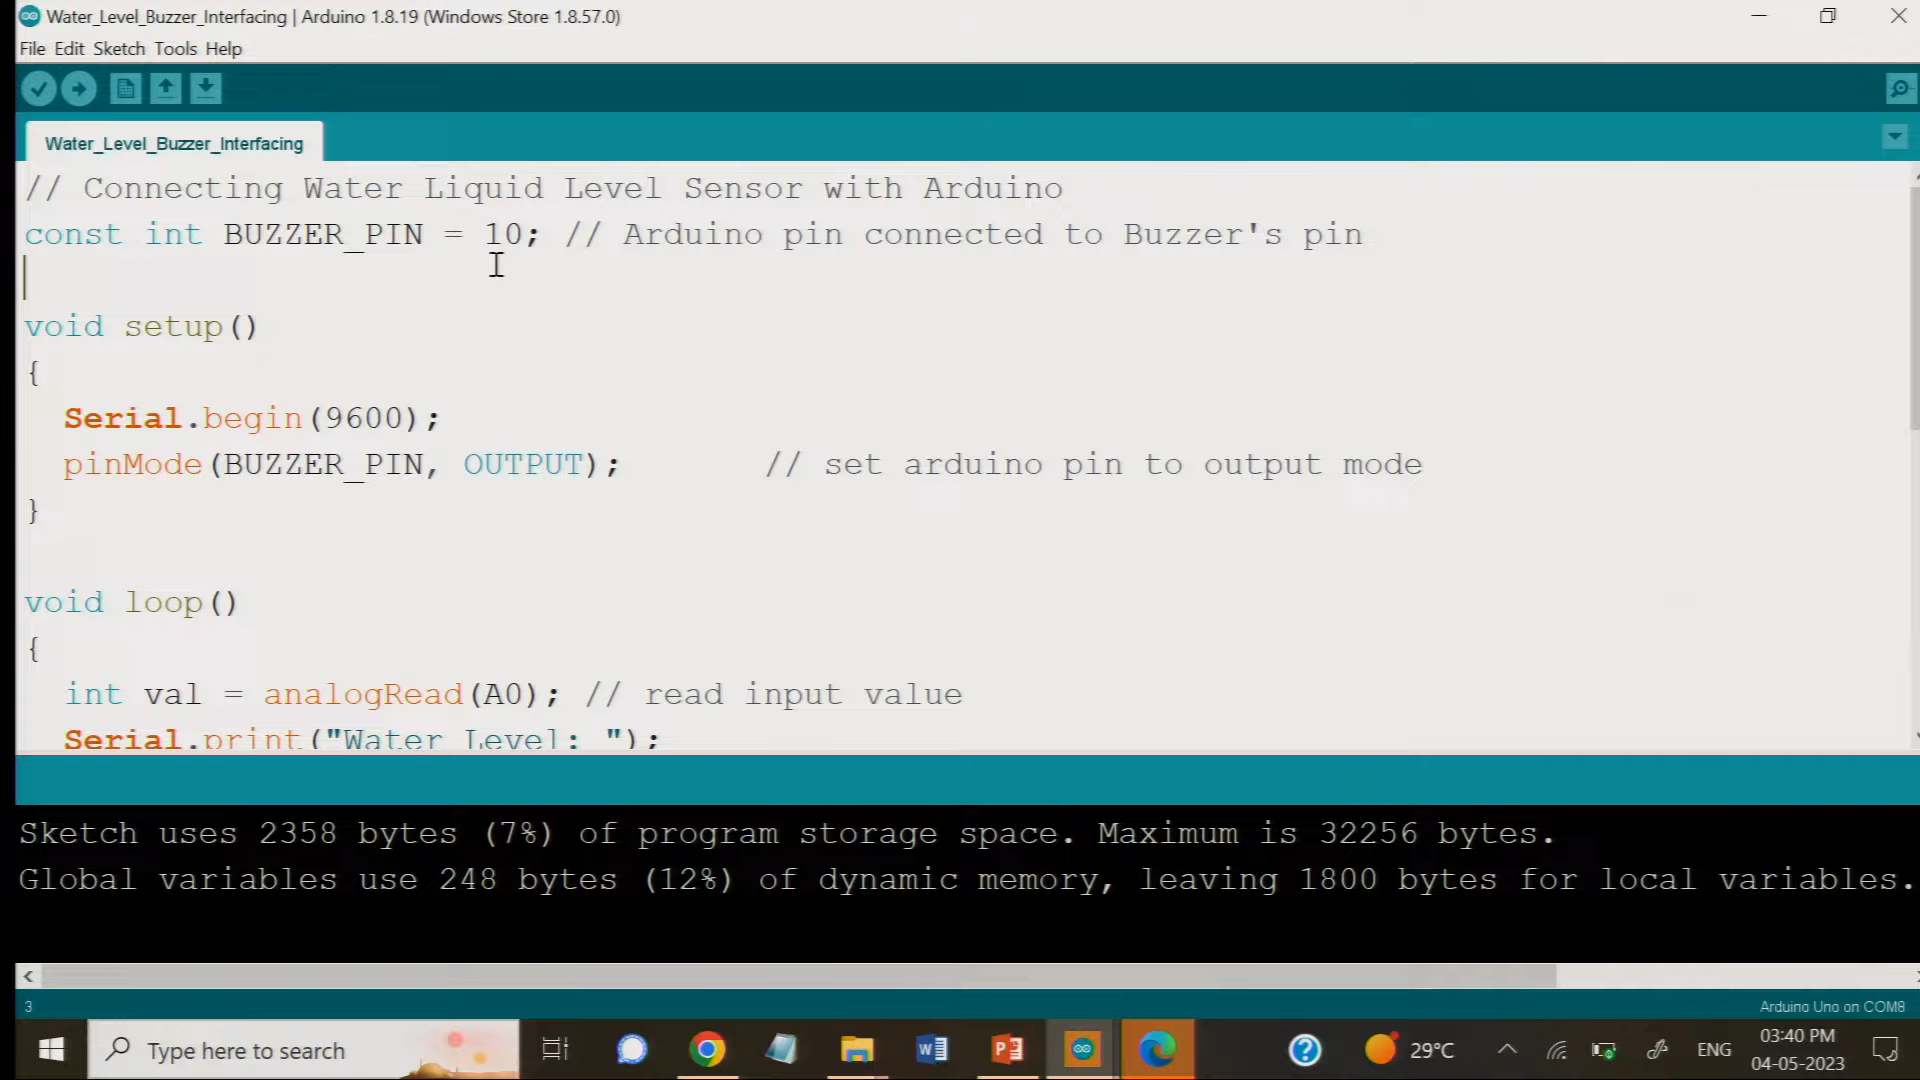 Water_Level_Buzzer_Interfacing | Arduino 1.8.19 (Windows Store 1.8.57.0)
File Edit Sketch Tools Help
Water_Level_Buzzer_Interfacing
// Connecting Water Liquid Level Sensor with Arduino
const int BUZZER_PIN = 10; // Arduino pin connected to Buzzer's pin
void setup()
{
Serial.begin(9600);
pinMode(BUZZER_PIN, OUTPUT); // set arduino pin to output mode
}
void loop()
{
int val = analogRead(A0); // read input value
Serial.print("Water Level: ");
Sketch uses 2358 bytes (7%) of program storage space. Maximum is 32256 bytes.
Global variables use 248 bytes (12%) of dynamic memory, leaving 1800 bytes for local variables.
3
Arduino Uno on COM8
Type here to search
29°C
ENG
03:40 PM
04-05-2023